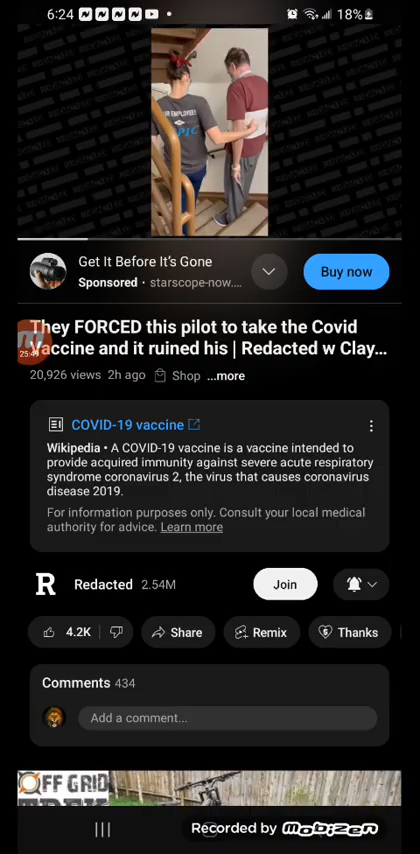 6:24
18%
Get It Before It's Gone
Sponsored · starscope-now....
Buy now
They FORCED this pilot to take the Covid
Vaccine and it ruined his | Redacted w Clay...
25:49
20,926 views 2h ago Shop ...more
COVID-19 vaccine
Wikipedia • A COVID-19 vaccine is a vaccine intended to
provide acquired immunity against severe acute respiratory
syndrome coronavirus 2, the virus that causes coronavirus
disease 2019.
For information purposes only. Consult your local medical
authority for advice. Learn more
R Redacted 2.54M Join
4.2K Share Remix Thanks
Comments 434
Add a comment...
OFF GRID
Recorded by mobizen